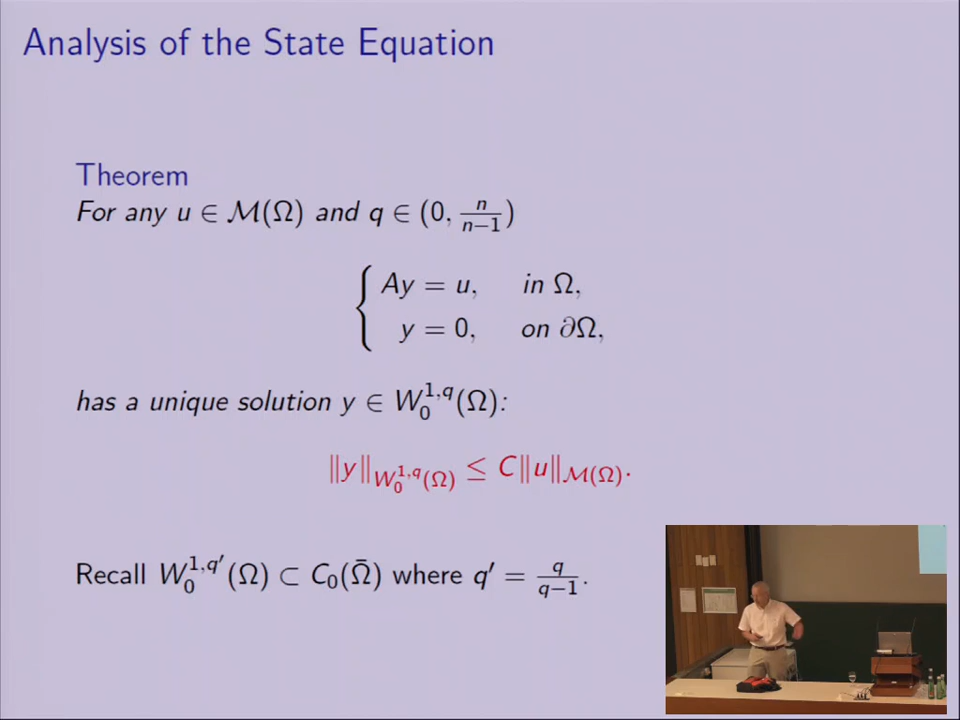 Analysis of the State Equation
Theorem
For any u ∈ M(Ω) and q ∈ (0, n/(n−1))
{ Ay = u, in Ω,
y = 0, on ∂Ω,
has a unique solution y ∈ W₀^{1,q}(Ω):
‖y‖_{W₀^{1,q}(Ω)} ≤ C‖u‖_{M(Ω)}.
Recall W₀^{1,q′}(Ω) ⊂ C₀(Ω̄) where q′ = q/(q−1).